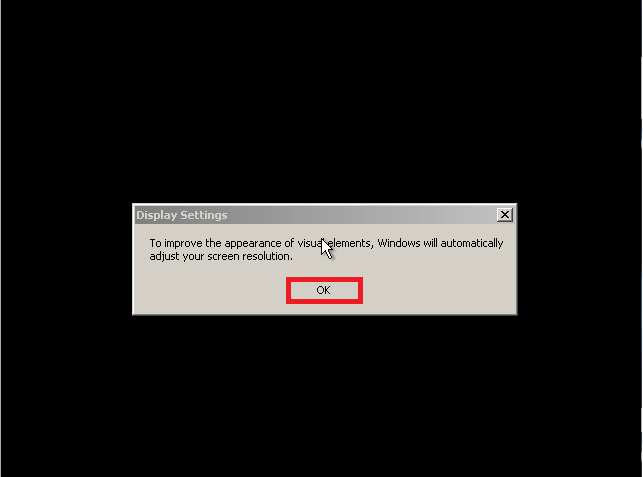 Display Settings
To improve the appearance of visual elements, Windows will automatically
adjust your screen resolution.
OK